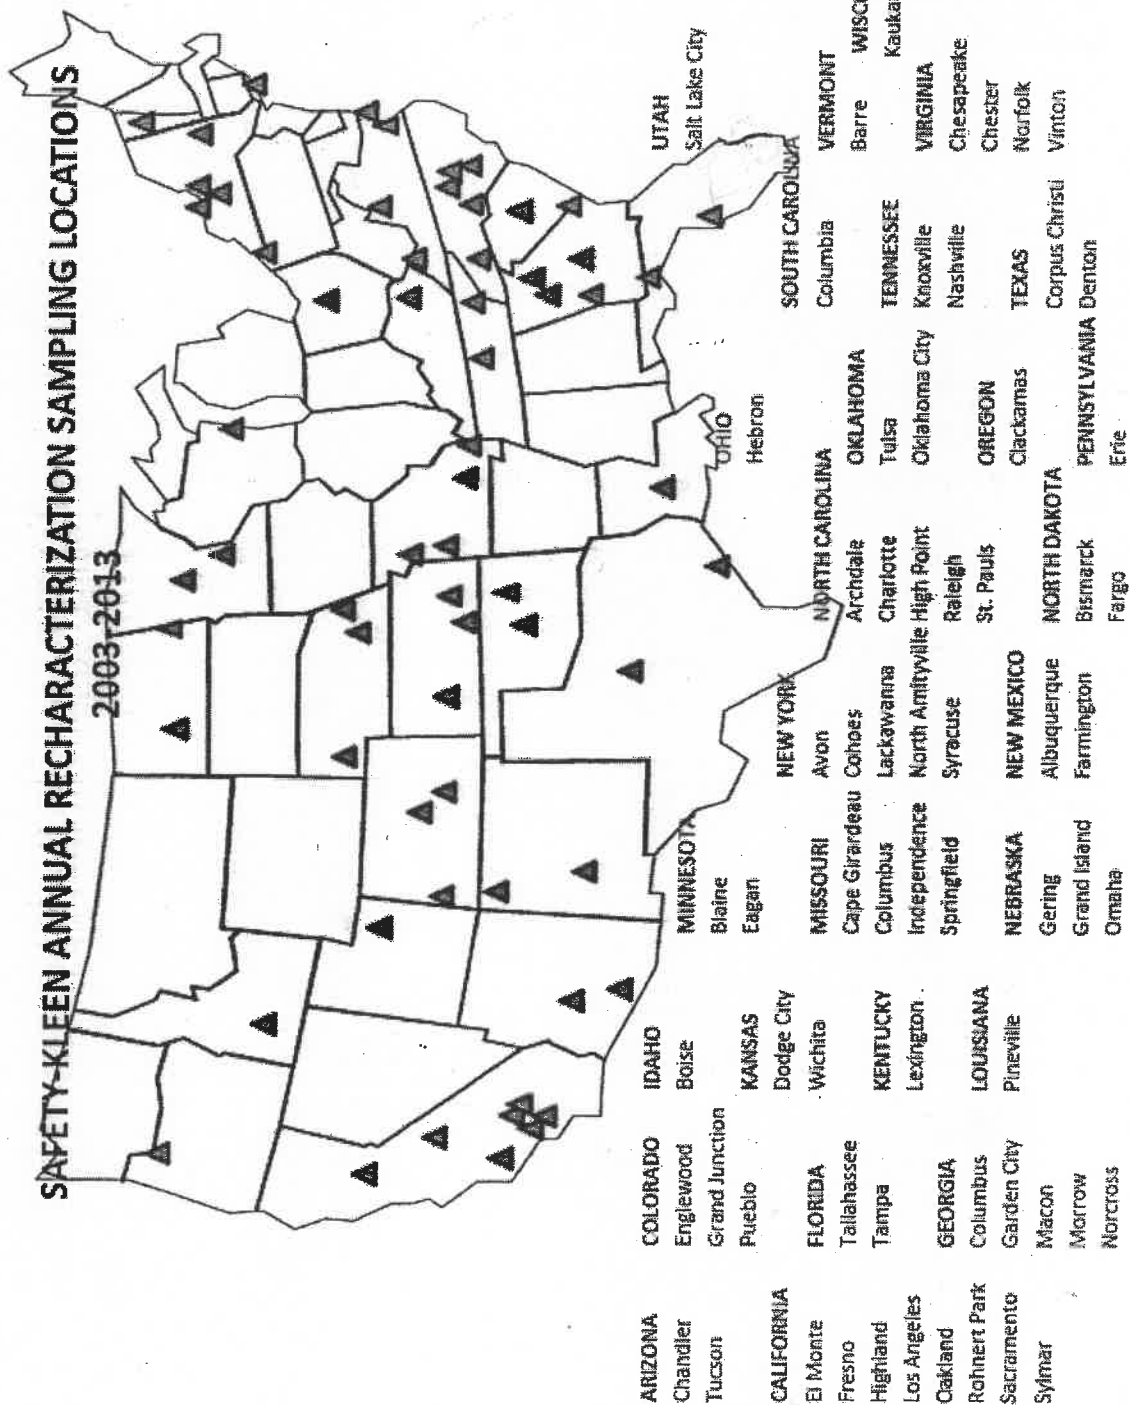 SAFETY-KLEEN ANNUAL RECHARACTERIZATION SAMPLING LOCATIONS
2003-2013
ARIZONA
Chandler
Tucson
CALIFORNIA
El Monte
Fresno
Highland
Los Angeles
Oakland
Rohnert Park
Sacramento
Sylmar
COLORADO
Englewood
Grand Junction
Pueblo
FLORIDA
Tallahassee
Tampa
GEORGIA
Columbus
Garden City
Macon
Morrow
Norcross
IDAHO
Boise
KANSAS
Dodge City
Wichita
KENTUCKY
Lexington
LOUISIANA
Pineville
MINNESOTA
Blaine
Eagan
MISSOURI
Cape Girardeau
Columbus
Independence
Springfield
NEBRASKA
Gering
Grand Island
Omaha
NEW YORK
Avon
Cohoes
Lackawanna
North Amityville
Syracuse
NEW MEXICO
Albuquerque
Farmington
NORTH CAROLINA
Archdale
Charlotte
High Point
Raleigh
St. Pauls
NORTH DAKOTA
Bismarck
Fargo
OHIO
Hebron
OKLAHOMA
Tulsa
Oklahoma City
OREGON
Clackamas
PENNSYLVANIA
Erie
SOUTH CAROLINA
Columbia
TENNESSEE
Knoxville
Nashville
TEXAS
Corpus Christi
Denton
UTAH
Salt Lake City
VERMONT
Barre
VIRGINIA
Chesapeake
Chester
Norfolk
Vinton
WISC
Kauka